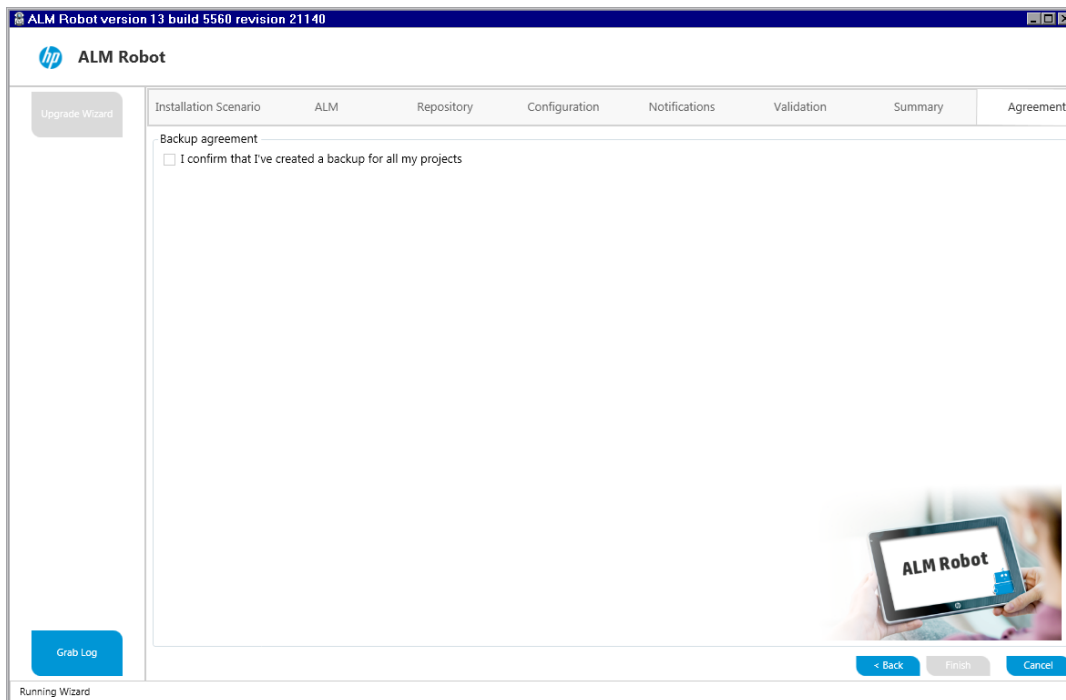 ALM Robot version 13 build 5560 revision 21140
hp
ALM Robot
Upgrade Wizard
Installation Scenario ALM Repository Configuration Notifications Validation Summary Agreement
Backup agreement
I confirm that I've created a backup for all my projects
ALM Robot
Grab Log
< Back Finish Cancel
Running Wizard